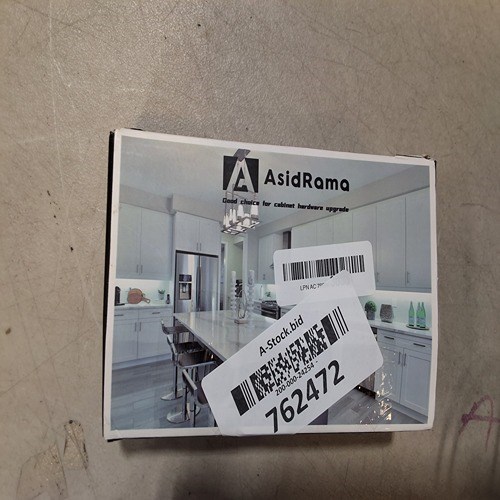 A AsidRama
Good choice for cabinet hardware upgrade
A-Stock.bid
200-000-24254
762472
A